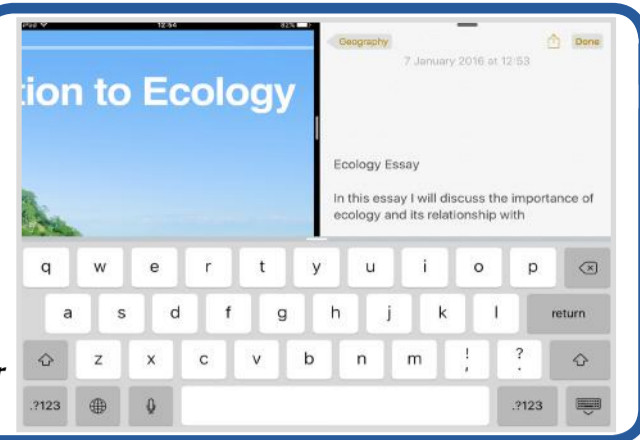 iPad 12:54 82%
tion to Ecology
Geography Done
7 January 2016 at 12:53
Ecology Essay
In this essay I will discuss the importance of
ecology and its relationship with
q w e r t y u i o p
a s d f g h j k l return
z x c v b n m ! , ? .
.?123 .?123
r